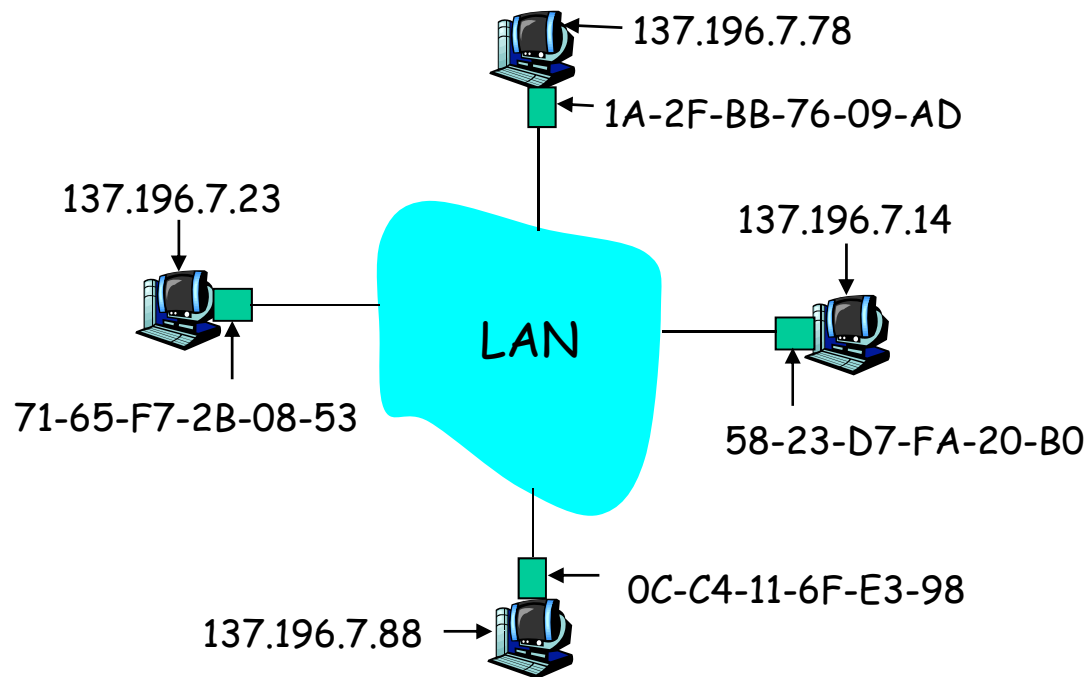 137.196.7.78
1A-2F-BB-76-09-AD
137.196.7.23
137.196.7.14
LAN
71-65-F7-2B-08-53
58-23-D7-FA-20-B0
0C-C4-11-6F-E3-98
137.196.7.88